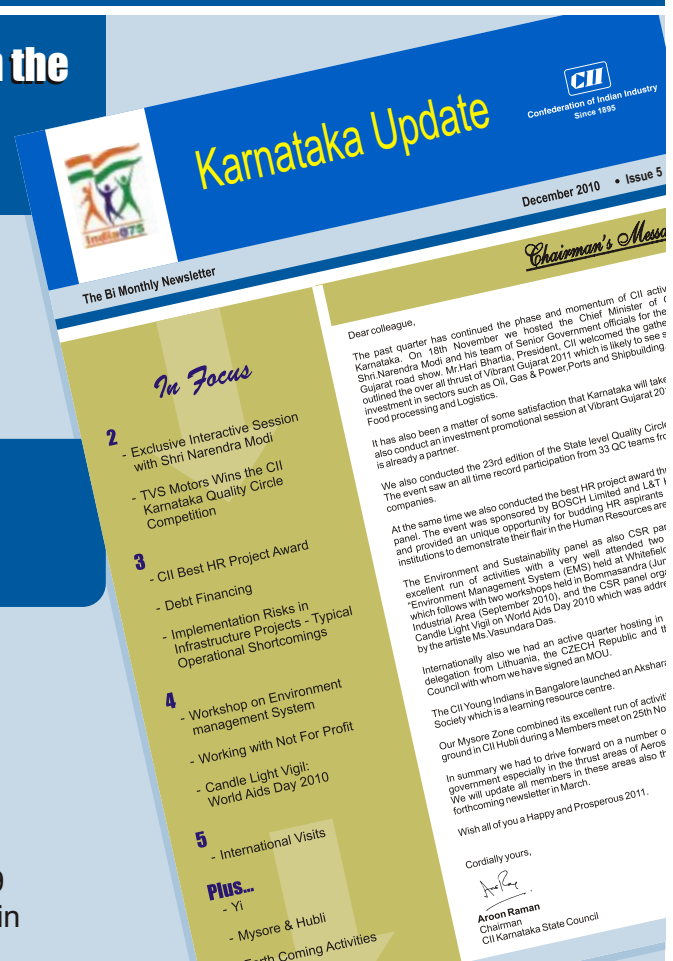 the
Karnataka Update
CII
Confederation of Indian Industry
Since 1895
India@75
December 2010 • Issue 5
The Bi Monthly Newsletter
Chairman's
In Focus
2
- Exclusive Interactive Session
with Shri Narendra Modi
- TVS Motors Wins the CII
Karnataka Quality Circle
Competition
3
- CII Best HR Project Award
- Debt Financing
- Implementation Risks in
Infrastructure Projects - Typical
Operational Shortcomings
4
- Workshop on Environment
management System
- Working with Not For Profit
- Candle Light Vigil:
World Aids Day 2010
5
- International Visits
Plus...
- Yi
- Mysore & Hubli
Coming Activities
Dear colleague,
The past quarter has continued the phase and momentum of CII
Karnataka. On 18th November we hosted the Chief Minister of
Shri.Narendra Modi and his team of Senior Government officials for the
Gujarat road show. Mr.Hari Bhartia, President, CII welcomed the
outlined the over all thrust of Vibrant Gujarat 2011 which is likely to see
investment in sectors such as Oil, Gas & Power,Ports and Shipbuilding,
Food processing and Logistics.
It has also been a matter of some satisfaction that Karnataka will take
also conduct an investment promotional session at Vibrant Gujarat
is already a partner.
We also conducted the 23rd edition of the State level Quality Circle
The event saw an all time record participation from 33 QC teams
companies.
At the same time we also conducted the best HR project award
panel. The event was sponsored by BOSCH Limited and L&T
and provided an unique opportunity for budding HR aspirants
institutions to demonstrate their flair in the Human Resources
The Environment and Sustainability panel as also CSR
excellent run of activities with a very well attended two
"Environment Management System (EMS) held at Whitefield
which follows with two workshops held in Bommasandra
Industrial Area (September 2010), and the CSR panel
Candle Light Vigil on World Aids Day 2010 which was
by the artiste Ms.Vasundara Das.
Internationally also we had an active quarter hosting in
delegation from Lithuania, the CZECH Republic and
Council with whom we have signed an MOU.
The CII Young Indians in Bangalore launched an
Society which is a learning resource centre.
Our Mysore Zone combined its excellent run of
ground in CII Hubli during a Members meet on 25th
In summary we had to drive forward on a number
government especially in the thrust areas of
We will update all members in these areas also
forthcoming newsletter in March.
Wish all of you a Happy and Prosperous 2011.
Cordially yours,
Aroon Raman
Chairman
CII Karnataka State Council
in